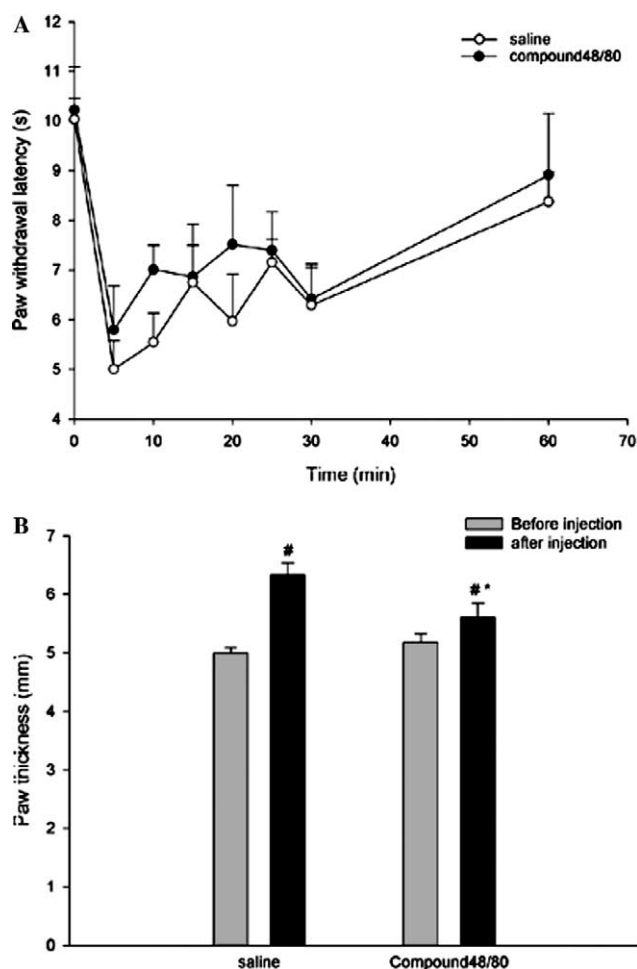 A
12
11
10
9
8
7
6
5
4
Paw withdrawal latency (s)
saline
compound48/80
0 10 20 30 40 50 60 70
Time (min)
B
7
6
5
4
3
2
1
0
Paw thickness (mm)
Before injection
after injection
#
# *
saline Compound48/80